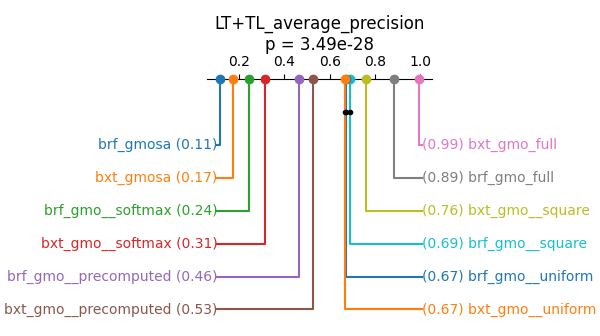 LT+TL_average_precision
p = 3.49e-28
0.2 0.4 0.6 0.8 1.0
brf_gmosa (0.11)
(0.99) bxt_gmo_full
bxt_gmosa (0.17)
(0.89) brf_gmo_full
brf_gmo__softmax (0.24)
(0.76) bxt_gmo__square
bxt_gmo__softmax (0.31)
(0.69) brf_gmo__square
brf_gmo__precomputed (0.46)
(0.67) brf_gmo__uniform
bxt_gmo__precomputed (0.53)
(0.67) bxt_gmo__uniform